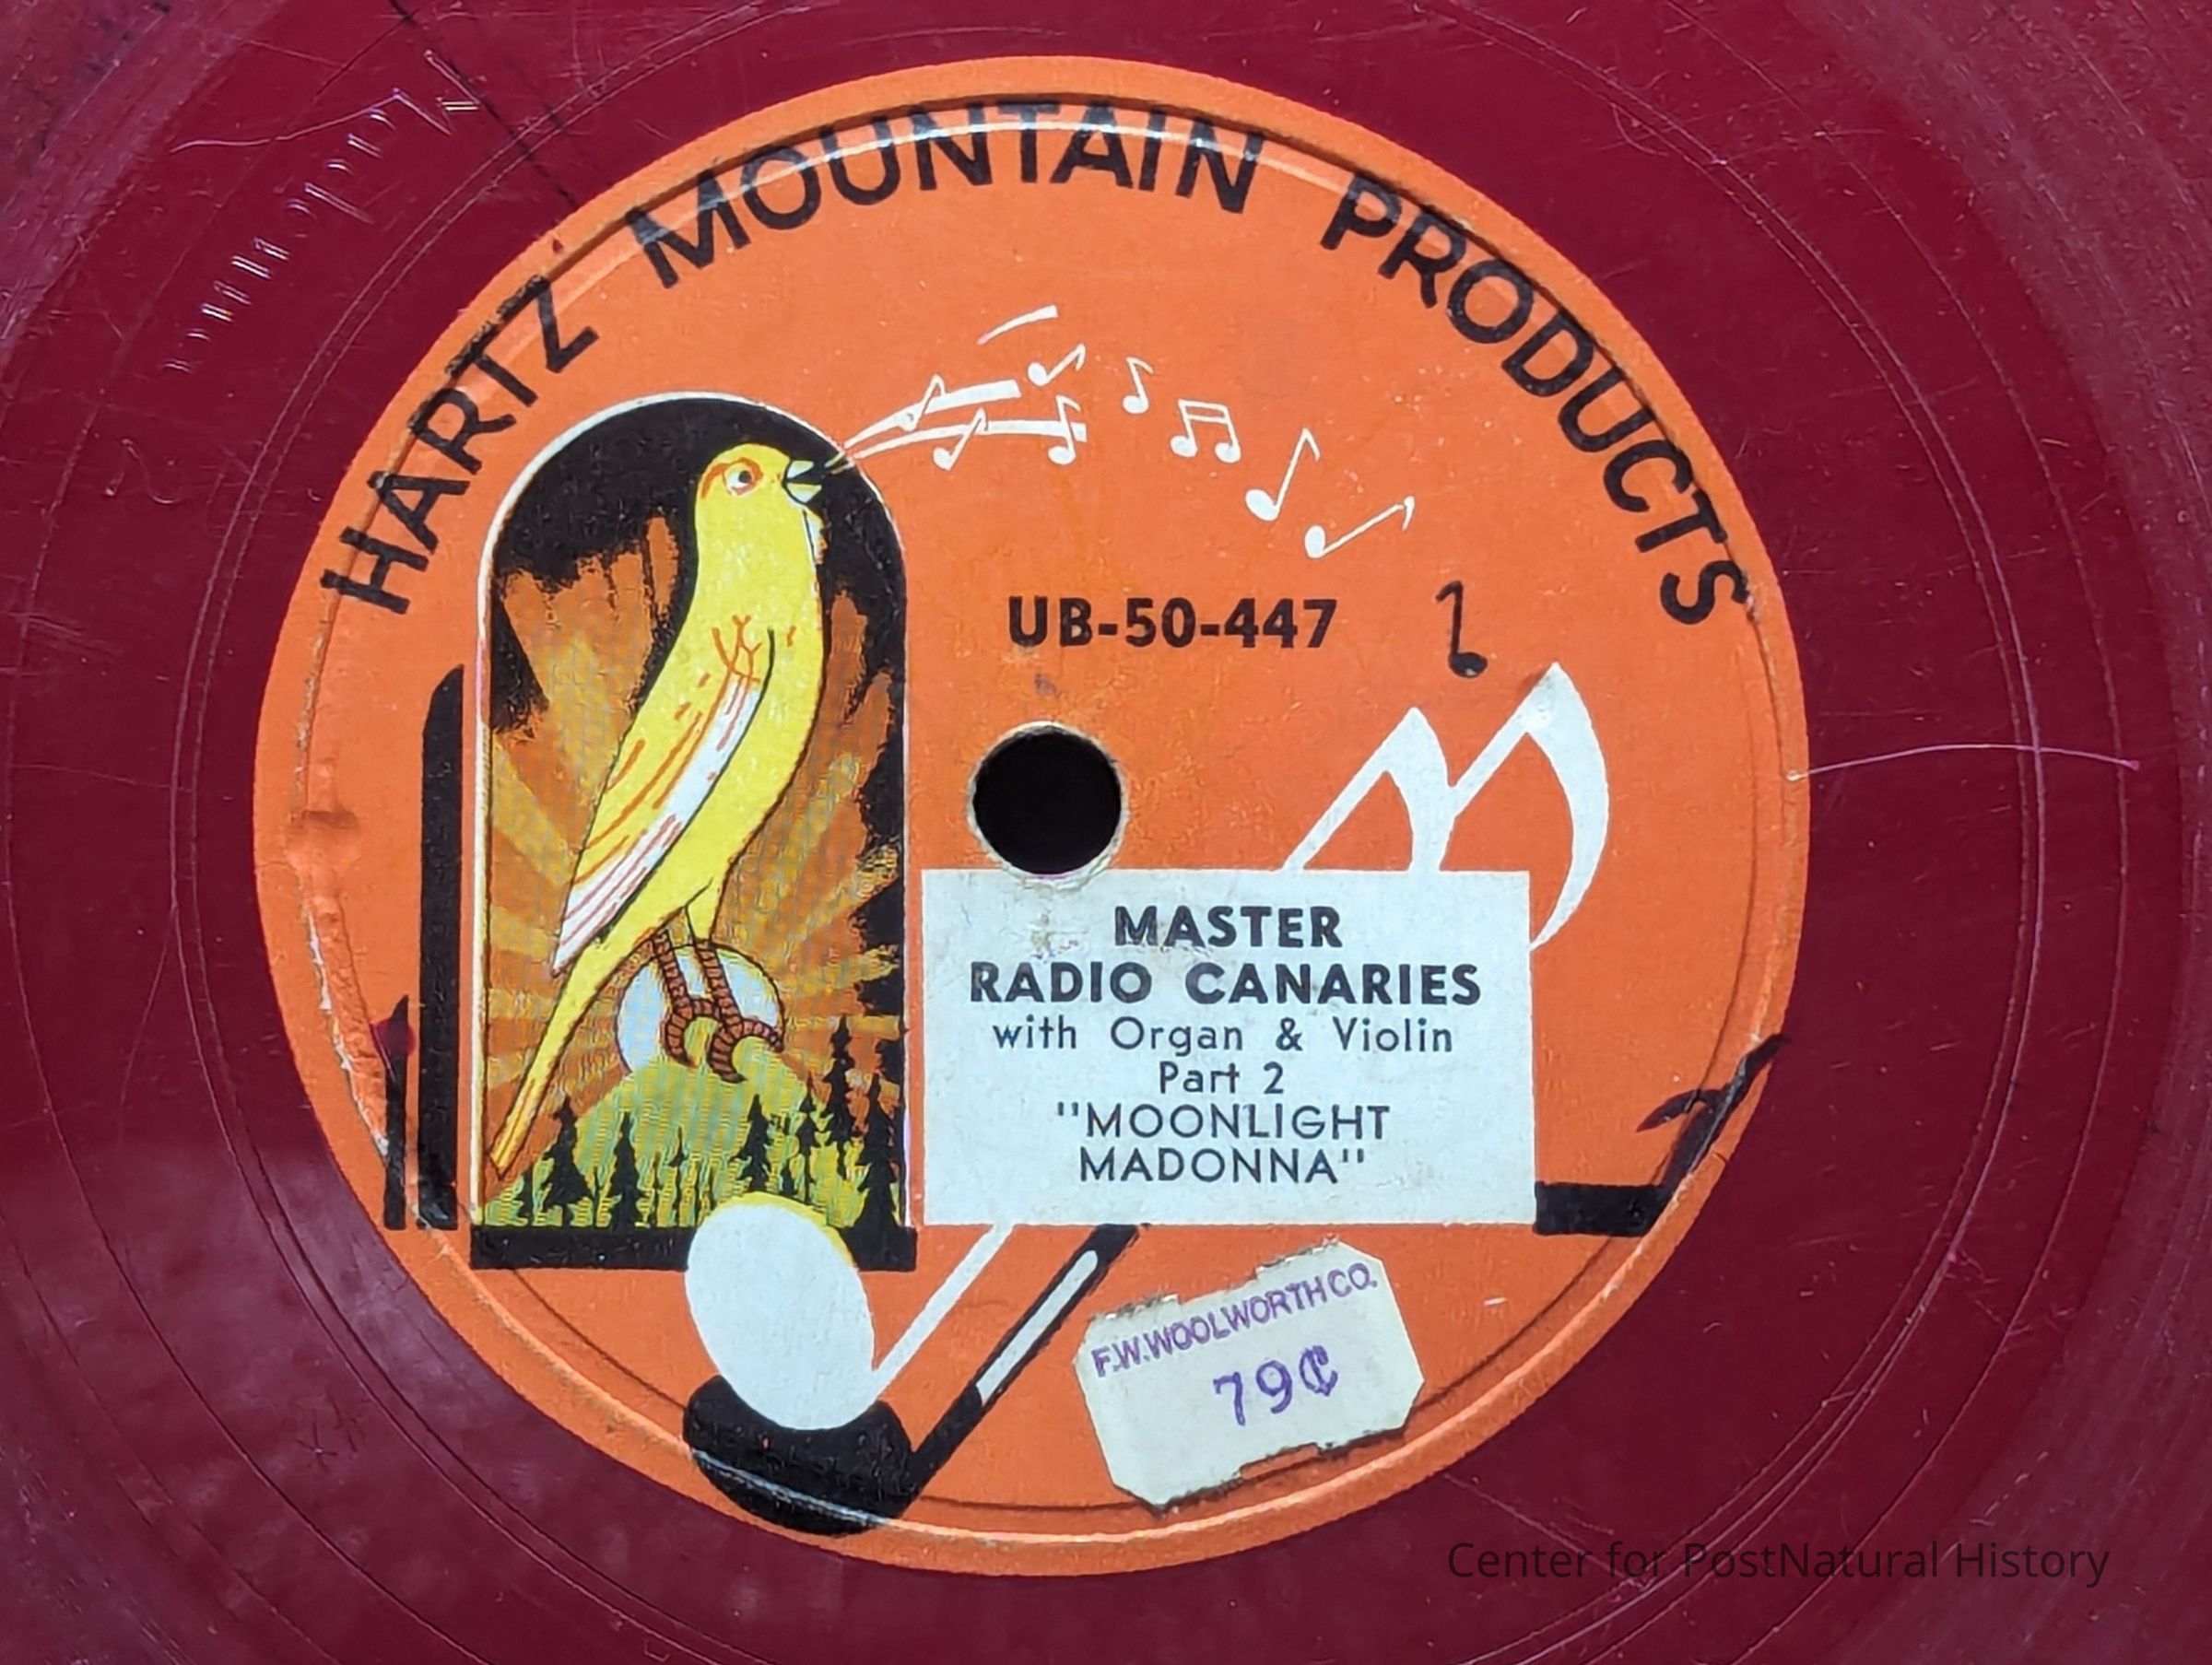 HARTZ MOUNTAIN PRODUCTS
UB-50-447
MASTER
RADIO CANARIES
with Organ & Violin
Part 2
"MOONLIGHT
MADONNA"
F.W.WOOLWORTH CO.
79¢
Center for PostNatural History